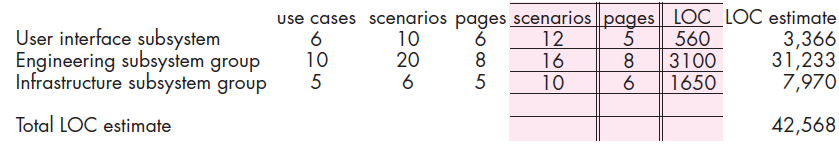 use cases scenarios pages scenarios pages LOC LOC estimate
User interface subsystem 6 10 6 12 5 560 3,366
Engineering subsystem group 10 20 8 16 8 3100 31,233
Infrastructure subsystem group 5 6 5 10 6 1650 7,970
Total LOC estimate 42,568